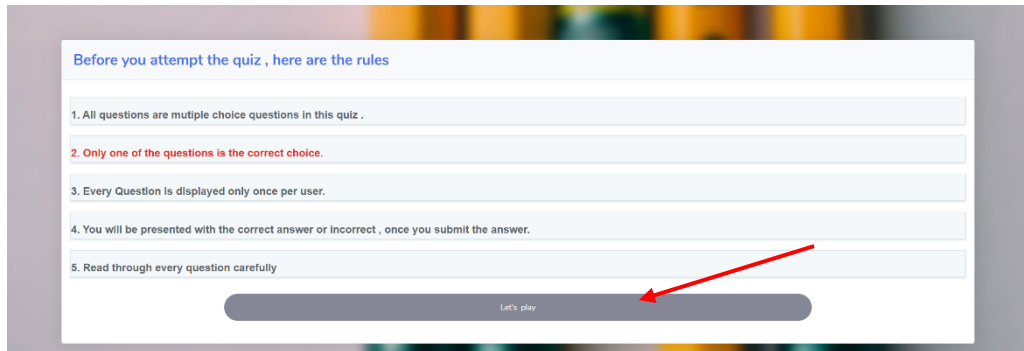 Before you attempt the quiz , here are the rules
1. All questions are mutiple choice questions in this quiz .
2. Only one of the questions is the correct choice.
3. Every Question is displayed only once per user.
4. You will be presented with the correct answer or incorrect , once you submit the answer.
5. Read through every question carefully
Let's play